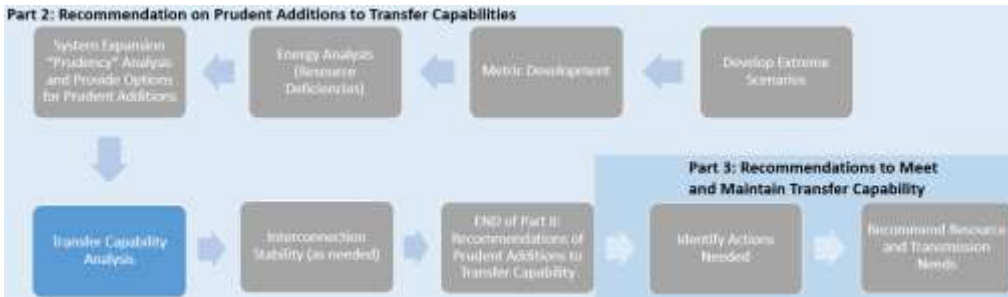 Part 2: Recommendation on Prudent Additions to Transfer Capabilities
System Expansion
"Prudency" Analysis
and Provide Options
for Prudent Additions
Energy Analysis
(Resource
Deficiencies)
Metric Development
Develop Extreme
Scenarios
Part 3: Recommendations to Meet
and Maintain Transfer Capability
Transfer Capability
Analysis
Interconnection
Stability (as needed)
END of Part II:
Recommendations of
Prudent Additions to
Transfer Capability
Identify Actions
Needed
Recommend Resource
and Transmission
Needs